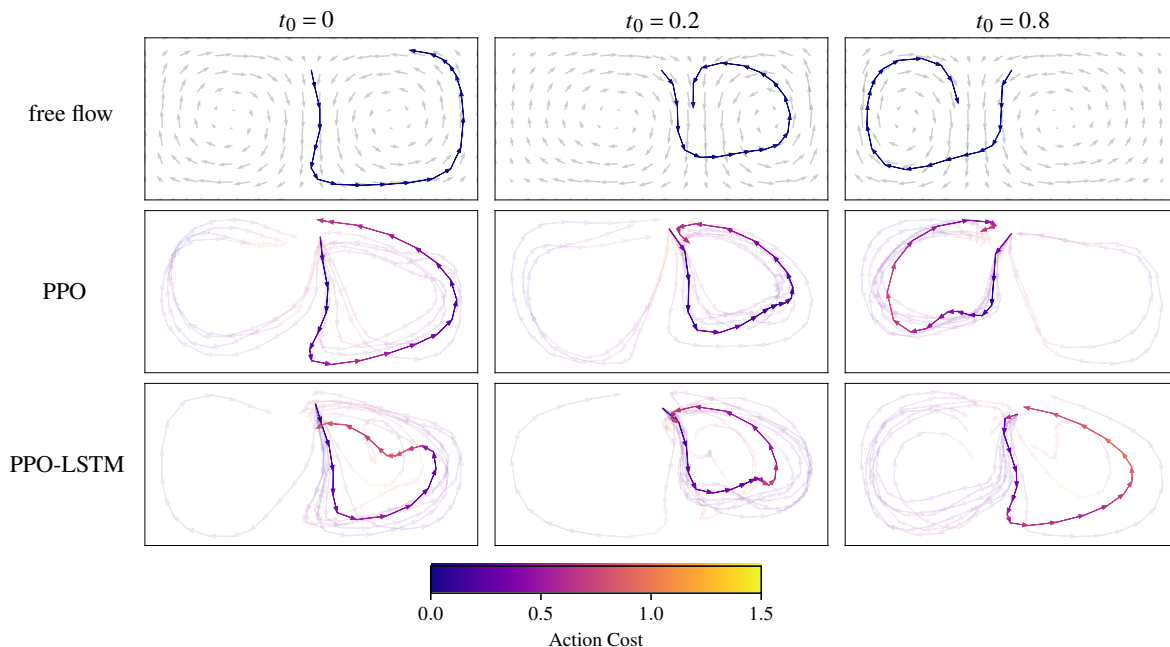 t₀ = 0
t₀ = 0.2
t₀ = 0.8
free flow
PPO
PPO-LSTM
0.0
0.5
1.0
1.5
Action Cost